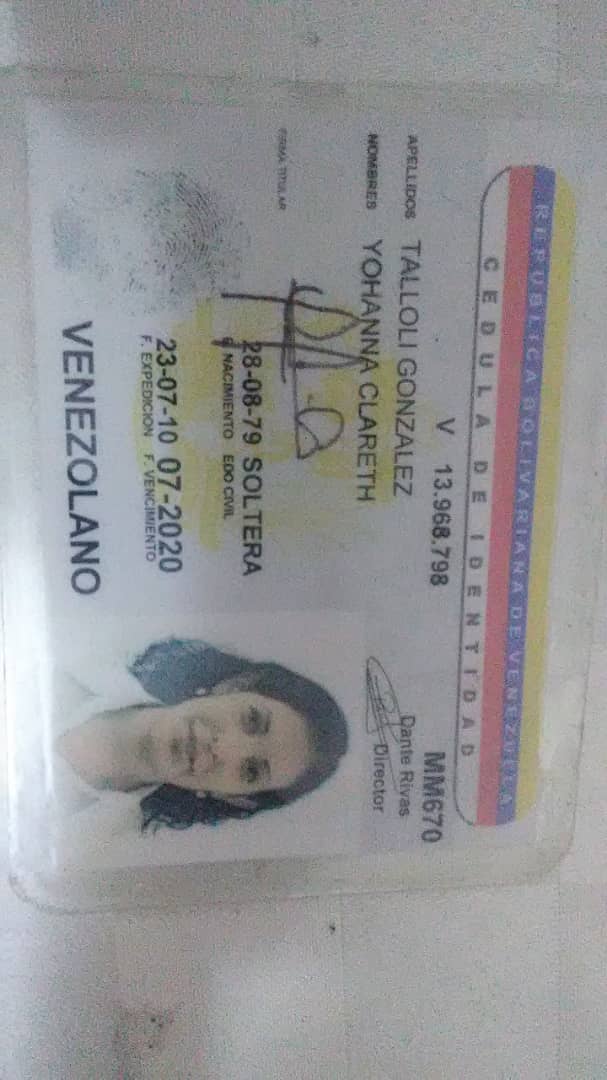 REPUBLICA BOLIVARIANA DE VENEZUELA
CEDULA DE IDENTIDAD
V 13.968.798
MM670
APELLIDOS TALLOLI GONZALEZ
NOMBRES YOHANNA CLARETH
Dante Rivas
Director
FIRMA TITULAR
28-08-79 SOLTERA
F. NACIMIENTO EDO CIVIL
23-07-10 07-2020
F. EXPEDICION F. VENCIMIENTO
VENEZOLANO